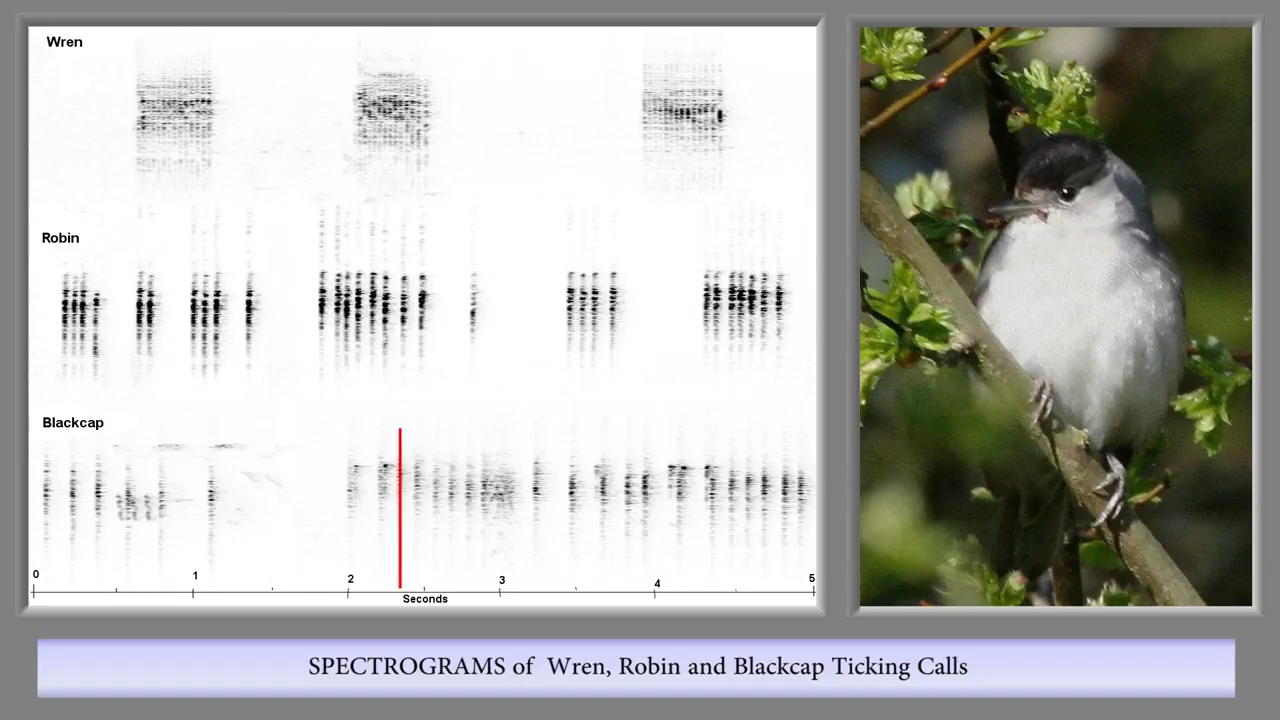 Wren
Robin
Blackcap
0 1 2 3 4 5
Seconds
SPECTROGRAMS of  Wren, Robin and Blackcap Ticking Calls